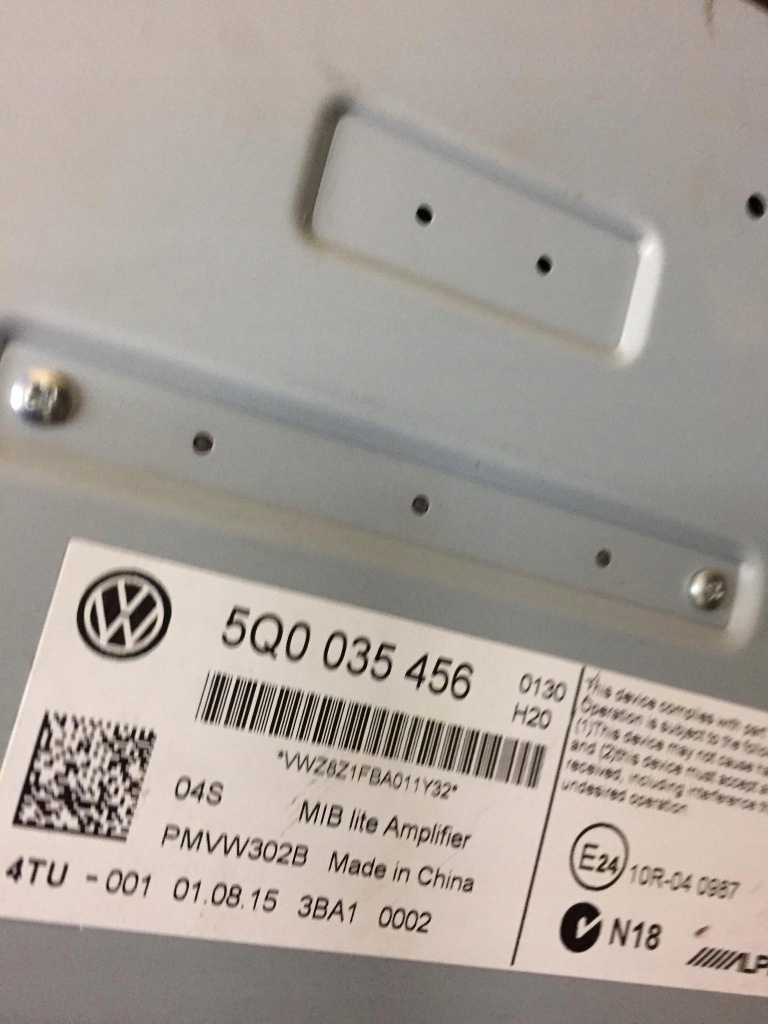 5Q0 035 456
0130
H20
*VWZ8Z1FBA011Y32*
04S
MIB lite Amplifier
PMVW302B Made in China
4TU - 001 01.08.15 3BA1 0002
This device complies with part
Operation is subject to the
(1)This device may not cause
and (2)this device must accept
received, including interference
undesired operation.
E24 10R-04 0987
N18